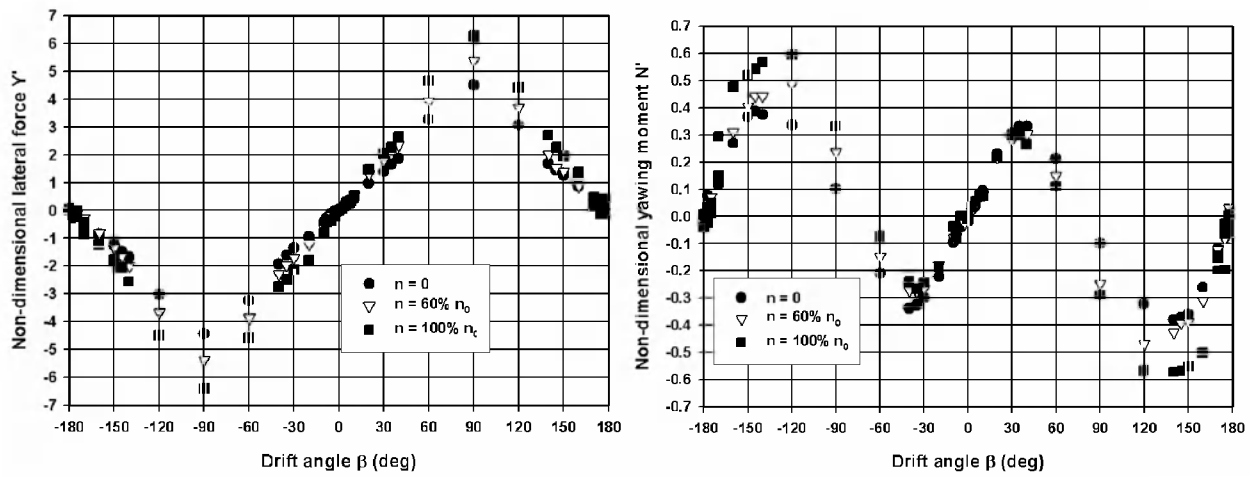 Non-dimensional lateral force Y'
7
6
5
4
3
2
1
0
-1
-2
-3
-4
-5
-6
-7
-180 -150 -120 -90 -60 -30 0 30 60 90 120 150 180
Drift angle β (deg)
n = 0
n = 60% n₀
n = 100% n₀
Non-dimensional yawing moment N'
0.7
0.6
0.5
0.4
0.3
0.2
0.1
0.0
-0.1
-0.2
-0.3
-0.4
-0.5
-0.6
-0.7
-180 -150 -120 -90 -60 -30 0 30 60 90 120 150 180
Drift angle β (deg)
n = 0
n = 60% n₀
n = 100% n₀